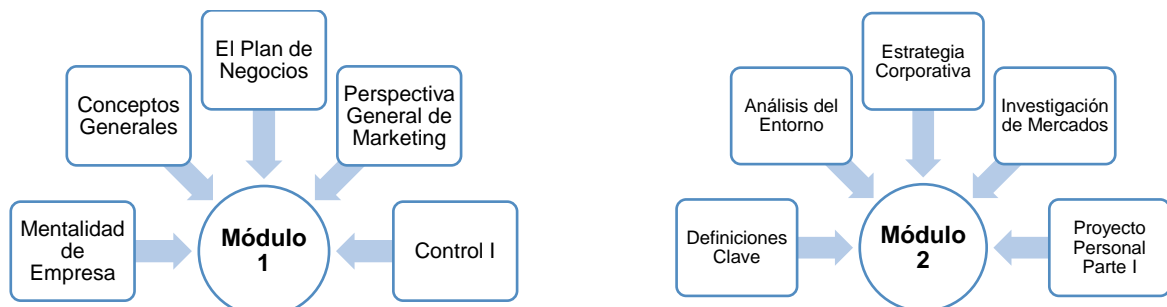 Mentalidad
de
Empresa
Conceptos
Generales
El Plan de
Negocios
Perspectiva
General de
Marketing
Control I
Módulo
1
Definiciones
Clave
Análisis del
Entorno
Estrategia
Corporativa
Investigación
de Mercados
Proyecto
Personal
Parte I
Módulo
2